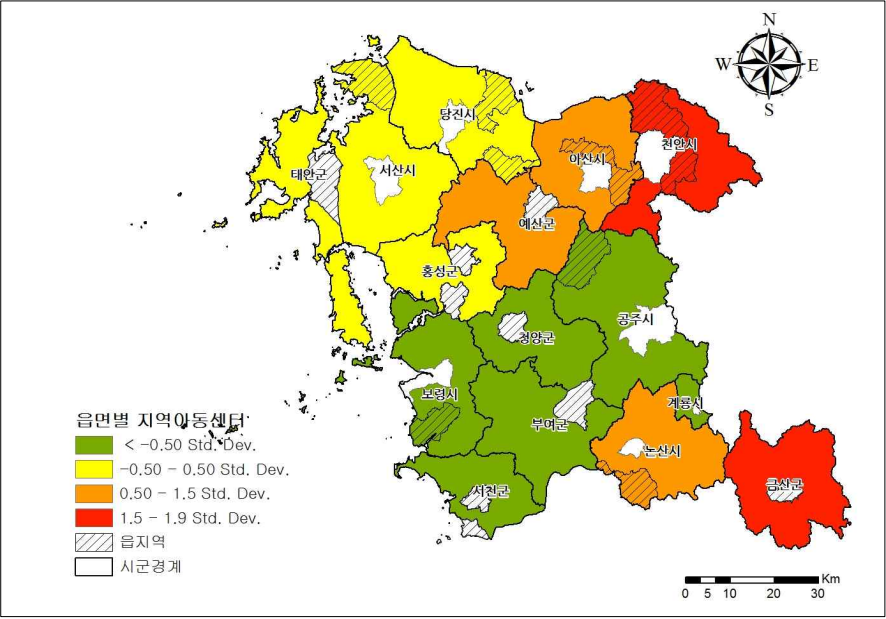 N
W E
S
당진시
천안시
아산시
태안군
서산시
예산군
홍성군
공주시
청양군
보령시
계룡시
부여군
논산시
서천군
금산군
읍면별 지역아동센터
< -0.50 Std. Dev.
-0.50 - 0.50 Std. Dev.
0.50 - 1.5 Std. Dev.
1.5 - 1.9 Std. Dev.
읍지역
시군경계
Km
0 5 10 20 30